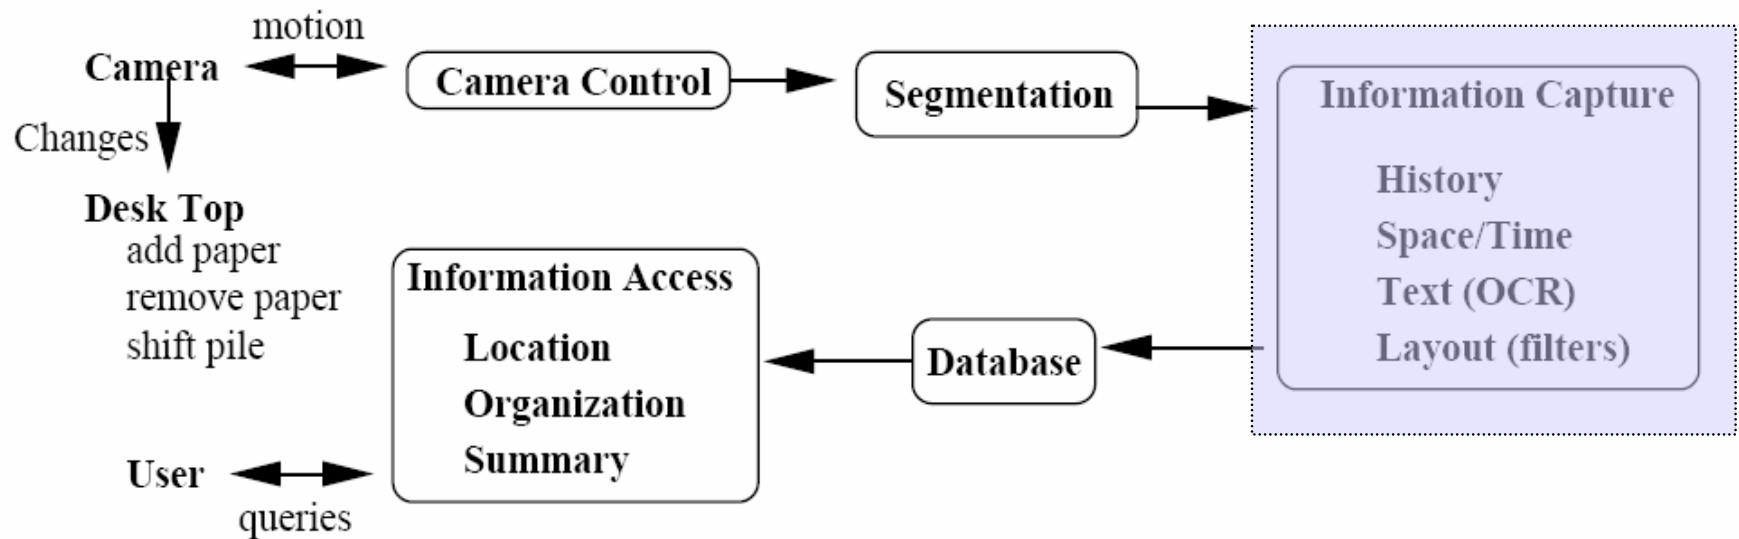 motion
Camera
Camera Control
Segmentation
Information Capture
History
Space/Time
Text (OCR)
Layout (filters)
Changes
Desk Top
add paper
remove paper
shift pile
Information Access
Location
Organization
Summary
Database
User
queries